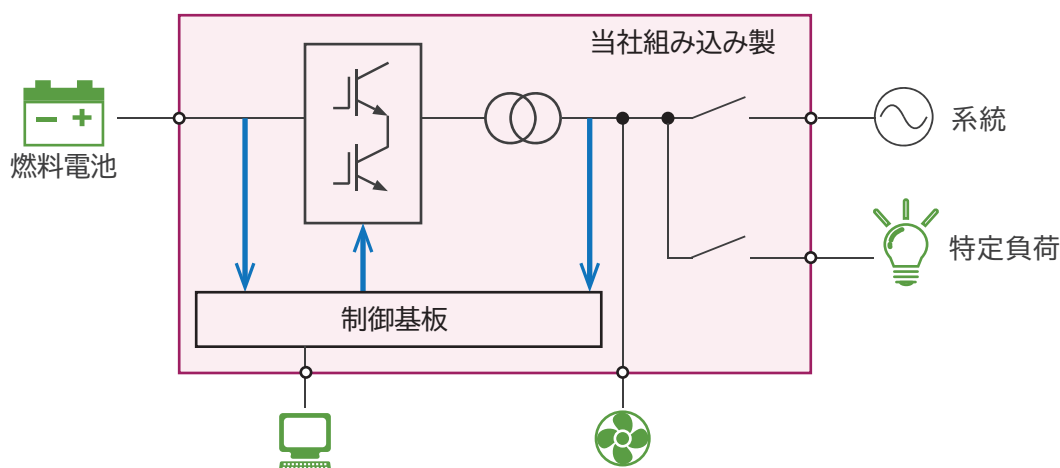 当社組み込み製
燃料電池
系統
特定負荷
制御基板